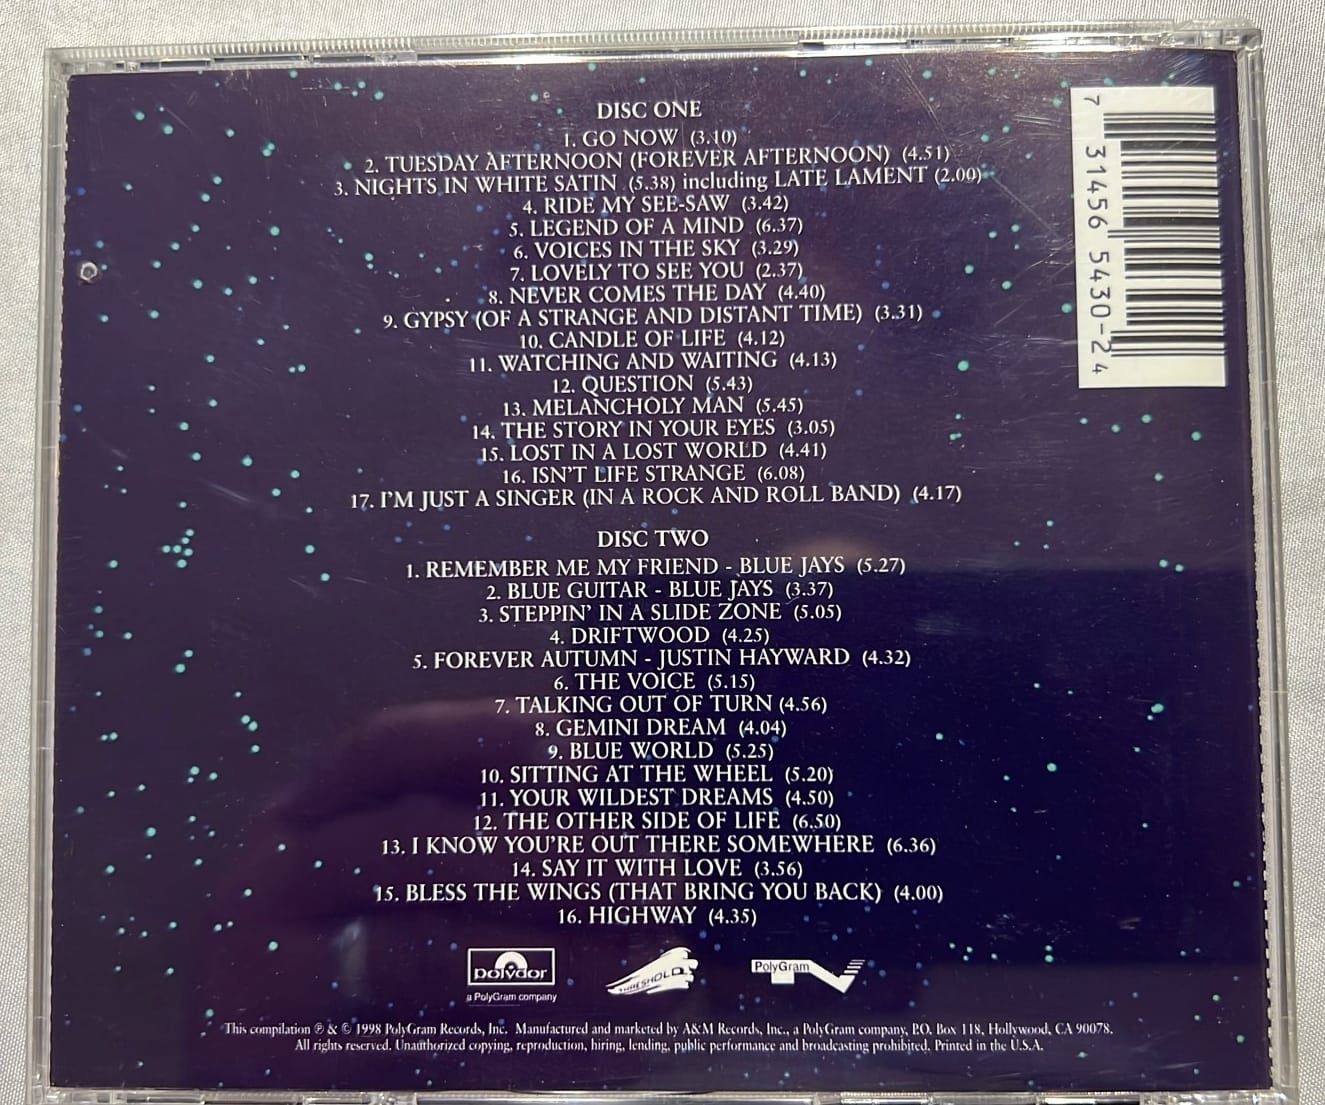 DISC ONE
1. GO NOW (3.10)
2. TUESDAY AFTERNOON (FOREVER AFTERNOON) (4.51)
3. NIGHTS IN WHITE SATIN (5.38) including LATE LAMENT (2.00)
4. RIDE MY SEE-SAW (3.42)
5. LEGEND OF A MIND (6.37)
6. VOICES IN THE SKY (3.29)
7. LOVELY TO SEE YOU (2.37)
8. NEVER COMES THE DAY (4.40)
9. GYPSY (OF A STRANGE AND DISTANT TIME) (3.31)
10. CANDLE OF LIFE (4.12)
11. WATCHING AND WAITING (4.13)
12. QUESTION (5.43)
13. MELANCHOLY MAN (5.45)
14. THE STORY IN YOUR EYES (3.05)
15. LOST IN A LOST WORLD (4.41)
16. ISN'T LIFE STRANGE (6.08)
17. I'M JUST A SINGER (IN A ROCK AND ROLL BAND) (4.17)
DISC TWO
1. REMEMBER ME MY FRIEND - BLUE JAYS (5.27)
2. BLUE GUITAR - BLUE JAYS (3.37)
3. STEPPIN' IN A SLIDE ZONE (5.05)
4. DRIFTWOOD (4.25)
5. FOREVER AUTUMN - JUSTIN HAYWARD (4.32)
6. THE VOICE (5.15)
7. TALKING OUT OF TURN (4.56)
8. GEMINI DREAM (4.04)
9. BLUE WORLD (5.25)
10. SITTING AT THE WHEEL (5.20)
11. YOUR WILDEST DREAMS (4.50)
12. THE OTHER SIDE OF LIFE (6.50)
13. I KNOW YOU'RE OUT THERE SOMEWHERE (6.36)
14. SAY IT WITH LOVE (3.56)
15. BLESS THE WINGS (THAT BRING YOU BACK) (4.00)
16. HIGHWAY (4.35)
polydor
a PolyGram company
THRESHOLD
PolyGram
This compilation ℗ & © 1998 PolyGram Records, Inc. Manufactured and marketed by A&M Records, Inc., a PolyGram company, P.O. Box 118, Hollywood, CA 90078.
All rights reserved. Unauthorized copying, reproduction, hiring, lending, public performance and broadcasting prohibited. Printed in the U.S.A.
7 31456 5430-2 4